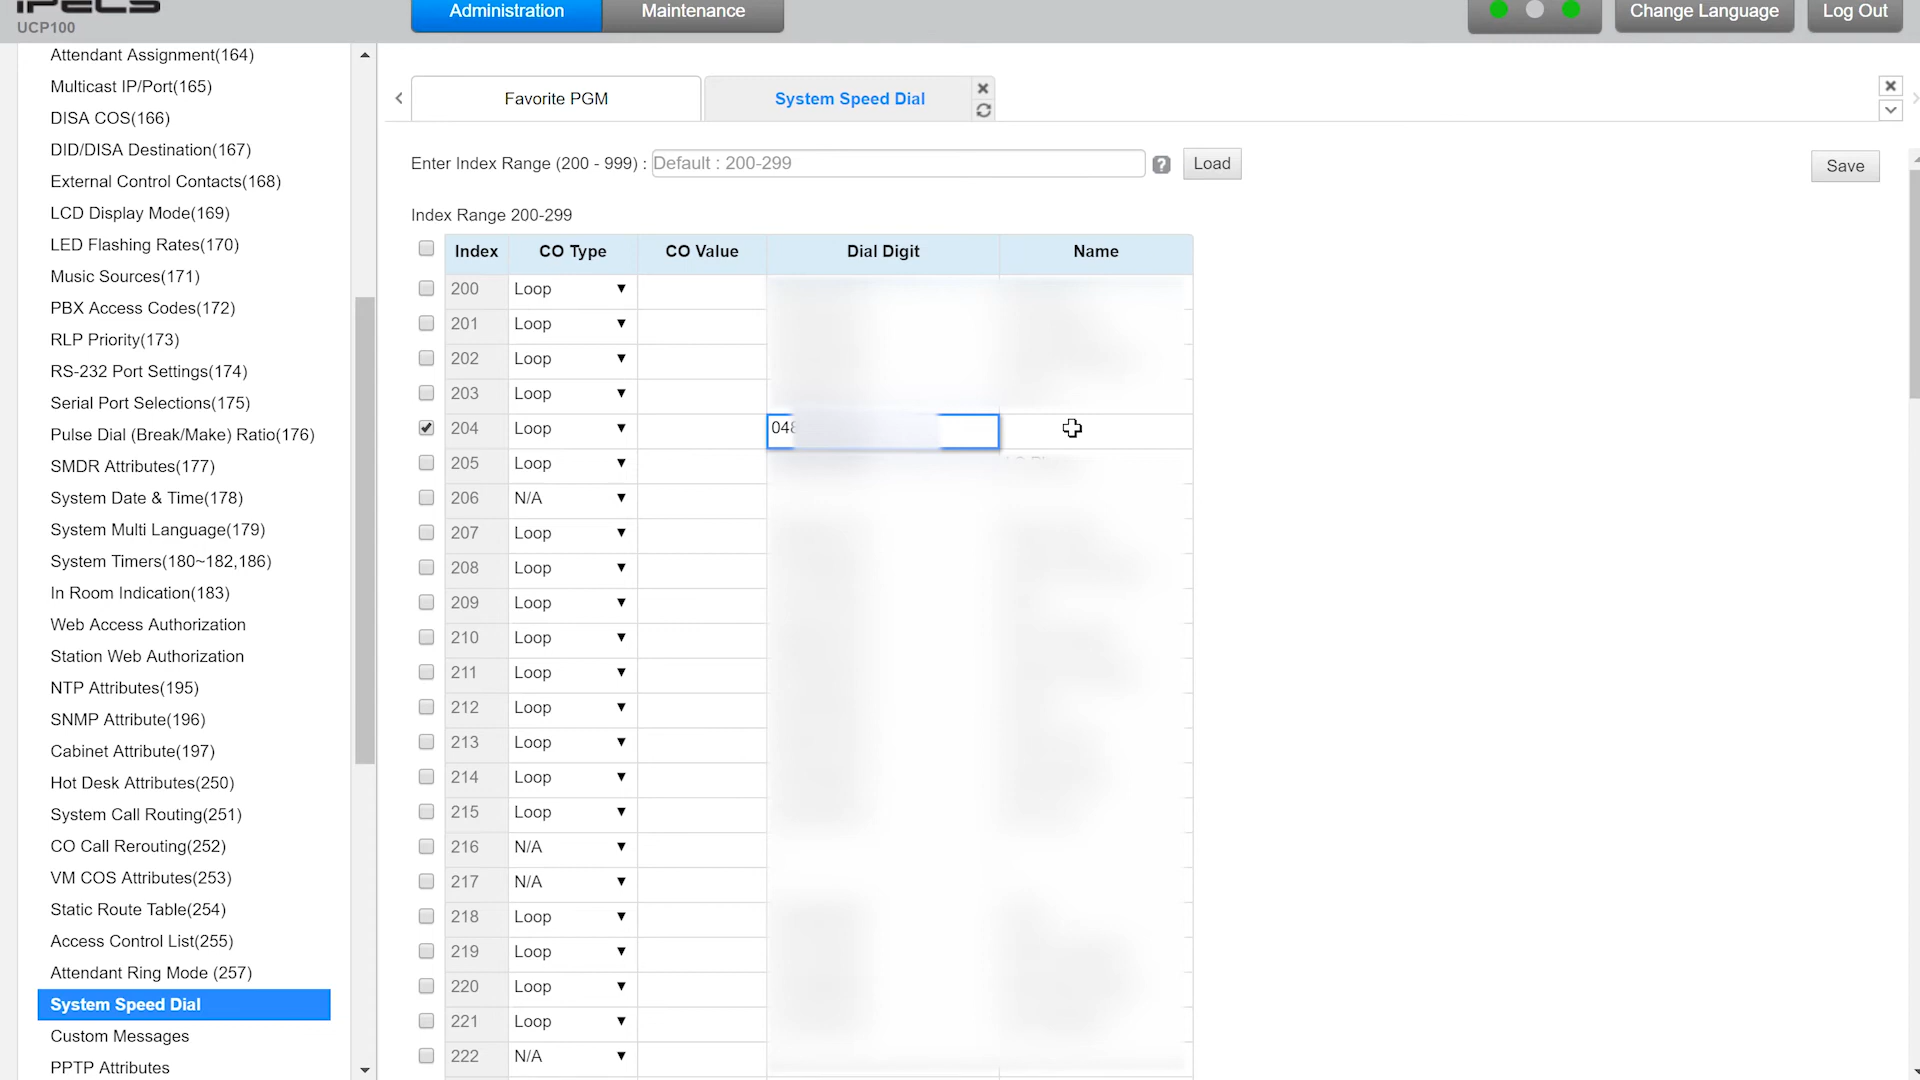 iPECS
UCP100
Administration
Maintenance
Change Language
Log Out
Attendant Assignment(164)
Multicast IP/Port(165)
DISA COS(166)
DID/DISA Destination(167)
External Control Contacts(168)
LCD Display Mode(169)
LED Flashing Rates(170)
Music Sources(171)
PBX Access Codes(172)
RLP Priority(173)
RS-232 Port Settings(174)
Serial Port Selections(175)
Pulse Dial (Break/Make) Ratio(176)
SMDR Attributes(177)
System Date & Time(178)
System Multi Language(179)
System Timers(180~182,186)
In Room Indication(183)
Web Access Authorization
Station Web Authorization
NTP Attributes(195)
SNMP Attribute(196)
Cabinet Attribute(197)
Hot Desk Attributes(250)
System Call Routing(251)
CO Call Rerouting(252)
VM COS Attributes(253)
Static Route Table(254)
Access Control List(255)
Attendant Ring Mode (257)
System Speed Dial
Custom Messages
PPTP Attributes
Favorite PGM
System Speed Dial
Enter Index Range (200 - 999) : Default : 200-299 ? Load
Save
Index Range 200-299
Index CO Type CO Value Dial Digit Name
200 Loop
201 Loop
202 Loop
203 Loop
204 Loop 048
205 Loop
206 N/A
207 Loop
208 Loop
209 Loop
210 Loop
211 Loop
212 Loop
213 Loop
214 Loop
215 Loop
216 N/A
217 N/A
218 Loop
219 Loop
220 Loop
221 Loop
222 N/A